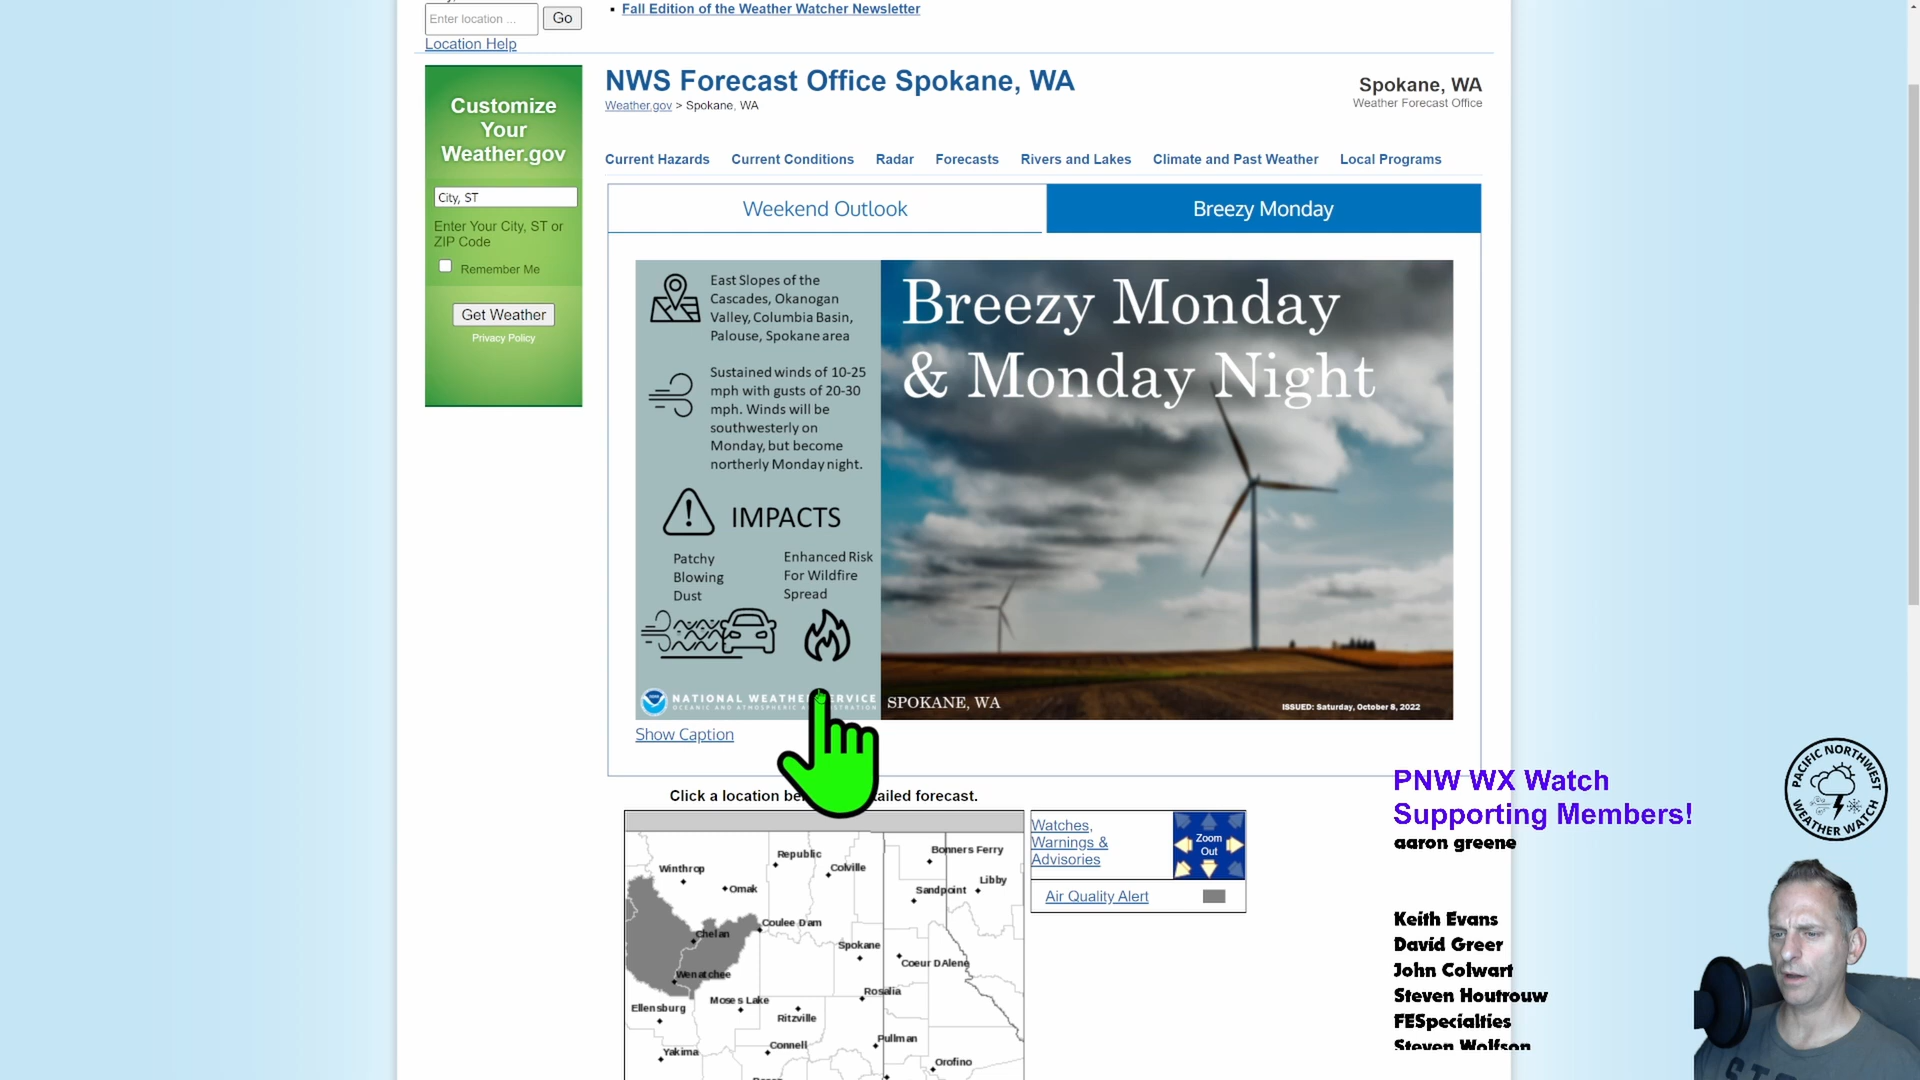 Enter location ...
Go
Location Help
Fall Edition of the Weather Watcher Newsletter
Customize
Your
Weather.gov
City, ST
Enter Your City, ST or
ZIP Code
Remember Me
Get Weather
Privacy Policy
NWS Forecast Office Spokane, WA
Weather.gov > Spokane, WA
Spokane, WA
Weather Forecast Office
Current Hazards
Current Conditions
Radar
Forecasts
Rivers and Lakes
Climate and Past Weather
Local Programs
Weekend Outlook
Breezy Monday
East Slopes of the
Cascades, Okanogan
Valley, Columbia Basin,
Palouse, Spokane area
Sustained winds of 10-25
mph with gusts of 20-30
mph. Winds will be
southwesterly on
Monday, but become
northerly Monday night.
IMPACTS
Patchy
Blowing
Dust
Enhanced Risk
For Wildfire
Spread
Breezy Monday
& Monday Night
NATIONAL
OCEANIC AND
SPOKANE, WA
ISSUED: Saturday, October 8, 2022
Show Caption
Click a location forecast.
Watches,
Warnings &
Advisories
Zoom
Out
Air Quality Alert
Republic
Bonners Ferry
Winthrop
Colville
Libby
Omak
Sandpoint
Coulee Dam
Chelan
Spokane
Coeur D'Alene
Wenatchee
Rosalia
Moses Lake
Ellensburg
Ritzville
Pullman
Connell
Yakima
Orofino
PNW WX Watch
Supporting Members!
aaron greene
Keith Evans
David Greer
John Colwart
Steven Houtrouw
FESpecialties
Steven Wolfson
PACIFIC NORTHWEST
WEATHER WATCH